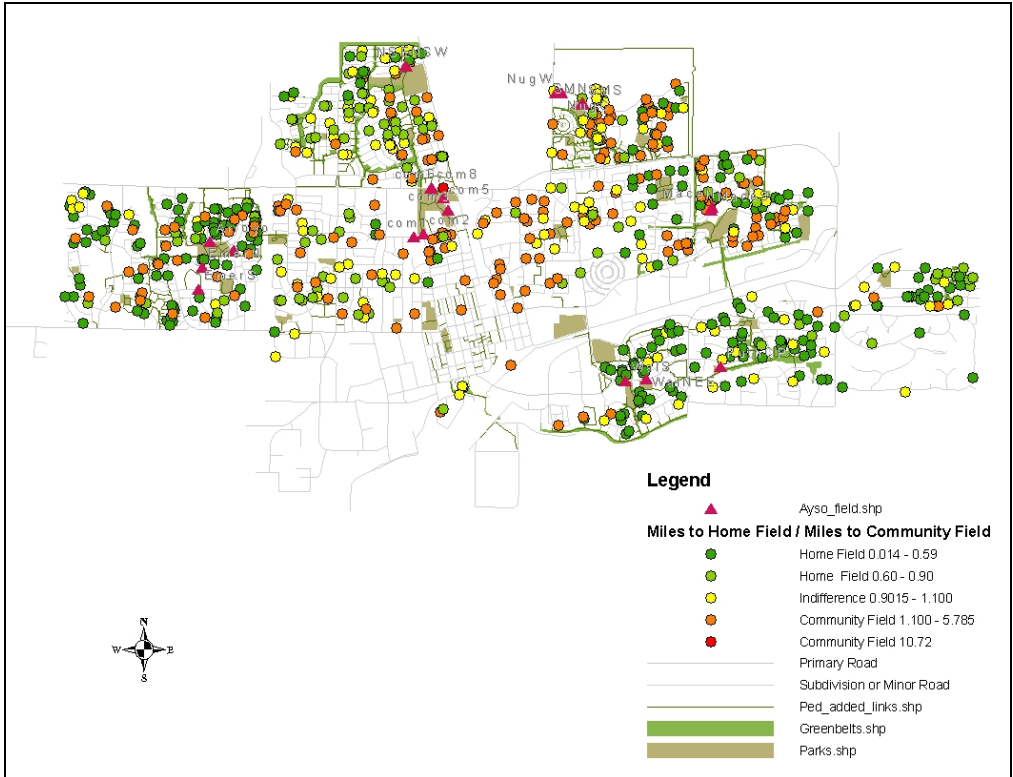 NugW
com8
com5
com2
Legend
Ayso_field.shp
Miles to Home Field / Miles to Community Field
Home Field 0.014 - 0.59
Home Field 0.60 - 0.90
Indifference 0.9015 - 1.100
Community Field 1.100 - 5.785
Community Field 10.72
Primary Road
Subdivision or Minor Road
Ped_added_links.shp
Greenbelts.shp
Parks.shp
N
W
E
S